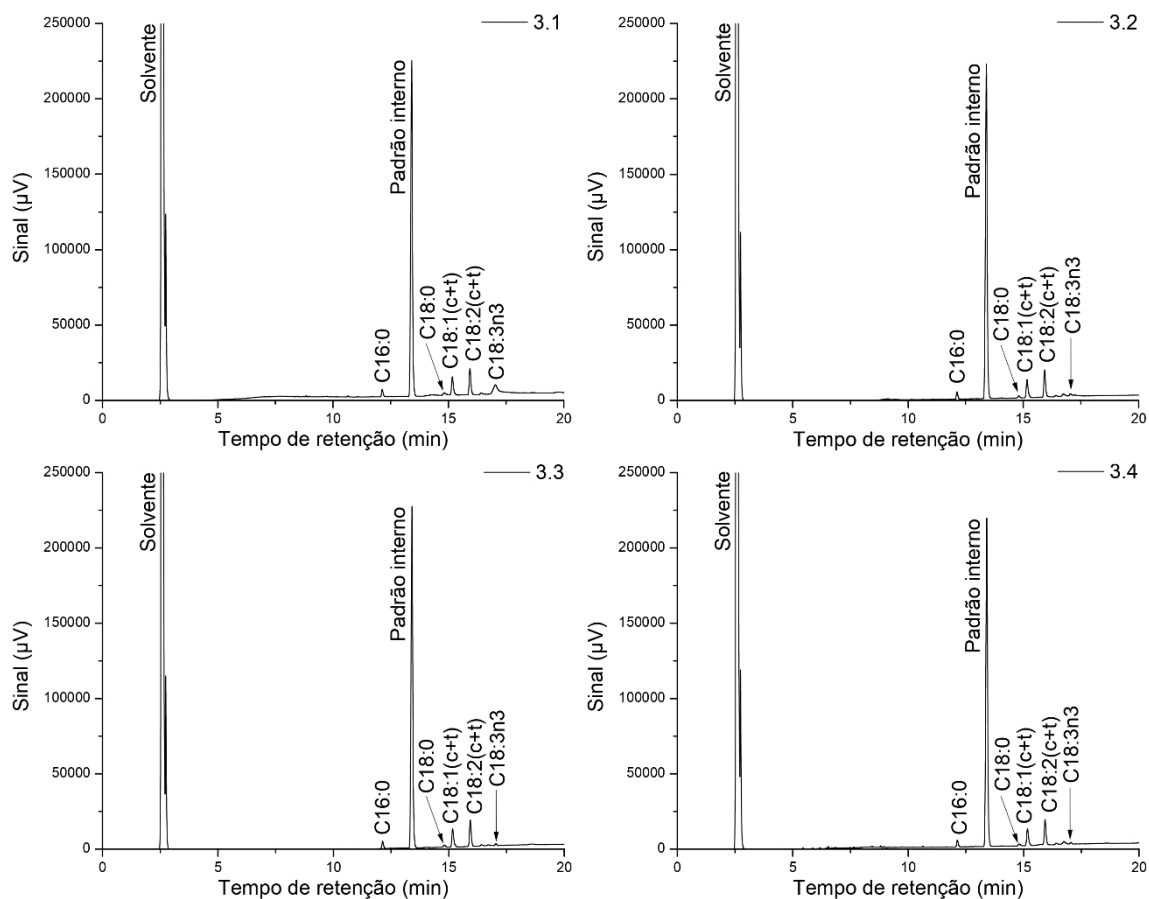 3.1
250000
200000
150000
100000
50000
0
Sinal (µV)
Solvente
C16:0
Padrão interno
C18:0
C18:1(c+t)
C18:2(c+t)
C18:3n3
0
5
10
15
20
Tempo de retenção (min)
3.2
250000
200000
150000
100000
50000
0
Sinal (µV)
Solvente
C16:0
Padrão interno
C18:0
C18:1(c+t)
C18:2(c+t)
C18:3n3
0
5
10
15
20
Tempo de retenção (min)
3.3
250000
200000
150000
100000
50000
0
Sinal (µV)
Solvente
C16:0
Padrão interno
C18:0
C18:1(c+t)
C18:2(c+t)
C18:3n3
0
5
10
15
20
Tempo de retenção (min)
3.4
250000
200000
150000
100000
50000
0
Sinal (µV)
Solvente
C16:0
Padrão interno
C18:0
C18:1(c+t)
C18:2(c+t)
C18:3n3
0
5
10
15
20
Tempo de retenção (min)